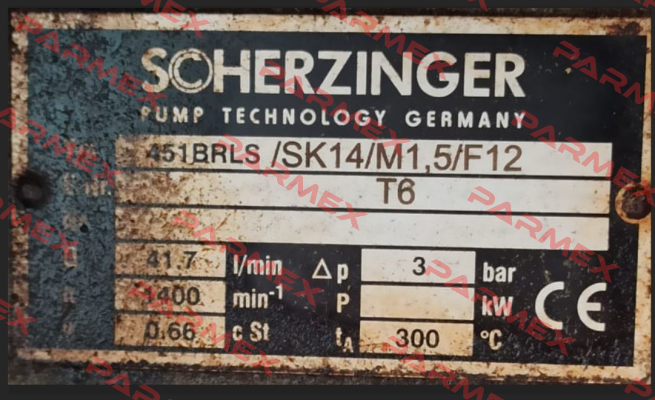 SCHERZINGER
PUMP TECHNOLOGY GERMANY
451BRLS /SK14/M1,5/F12
T6
41.7 l/min Δp 3 bar
1400 min-1 P kW CE
0.66 c St tA 300 °C
PARMEX